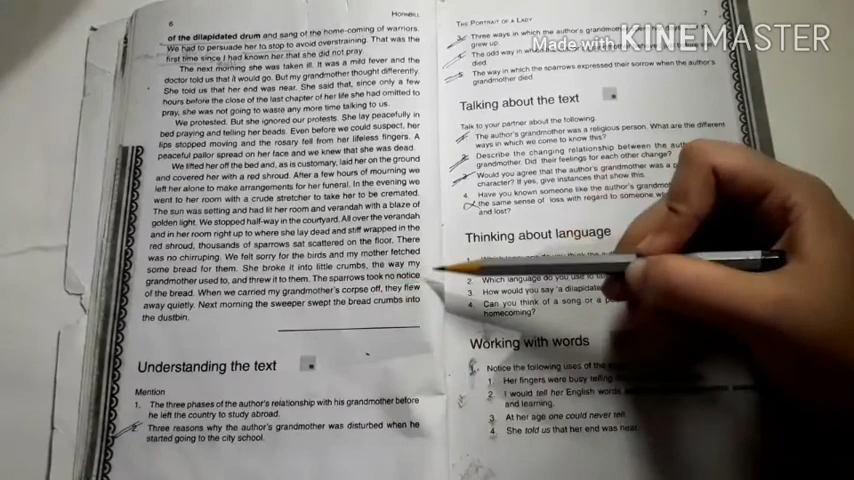 6
HORNBILL
of the dilapidated drum and sang of the home-coming of warriors.
We had to persuade her to stop to avoid overstraining. That was the
first time since I had known her that she did not pray.
The next morning she was taken ill. It was a mild fever and the
doctor told us that it would go. But my grandmother thought differently.
She told us that her end was near. She said that, since only a few
hours before the close of the last chapter of her life she had omitted to
pray, she was not going to waste any more time talking to us.
We protested. But she ignored our protests. She lay peacefully in
bed praying and telling her beads. Even before we could suspect, her
lips stopped moving and the rosary fell from her lifeless fingers. A
peaceful pallor spread on her face and we knew that she was dead.
We lifted her off the bed and, as is customary, laid her on the ground
and covered her with a red shroud. After a few hours of mourning we
left her alone to make arrangements for her funeral. In the evening we
went to her room with a crude stretcher to take her to be cremated.
The sun was setting and had lit her room and verandah with a blaze of
golden light. We stopped half-way in the courtyard. All over the verandah
and in her room right up to where she lay dead and stiff wrapped in the
red shroud, thousands of sparrows sat scattered on the floor. There
was no chirruping. We felt sorry for the birds and my mother fetched
some bread for them. She broke it into little crumbs, the way my
grandmother used to, and threw it to them. The sparrows took no notice
of the bread. When we carried my grandmother's corpse off, they flew
away quietly. Next morning the sweeper swept the bread crumbs into
the dustbin.
Understanding the text
Mention
1. The three phases of the author's relationship with his grandmother before
he left the country to study abroad.
2. Three reasons why the author's grandmother was disturbed when he
started going to the city school.
THE PORTRAIT OF A LADY
7
3. Three ways in which the author's grandmother
grew up.
4. The odd way in which the
died.
5. The way in which the sparrows expressed their sorrow when the author's
grandmother died.
Made with KINEMASTER
Talking about the text
Talk to your partner about the following.
1. The author's grandmother was a religious person. What are the different
ways in which we come to know this?
2. Describe the changing relationship between the
grandmother. Did their feelings for each other change?
3. Would you agree that the author's grandmother was
character? If yes, give instances that show this.
4. Have you known someone like the author's
the same sense of loss with regard to
and lost?
Thinking about language
1.
2. Which language do you use to
3. How would you say 'a dilapidated
4. Can you think of a song or a
homecoming?
Working with words
Notice the following uses of the
1. Her fingers were busy telling
2. I would tell her English words
and learning.
3. At her age one could never tell.
4. She told us that her end was near.